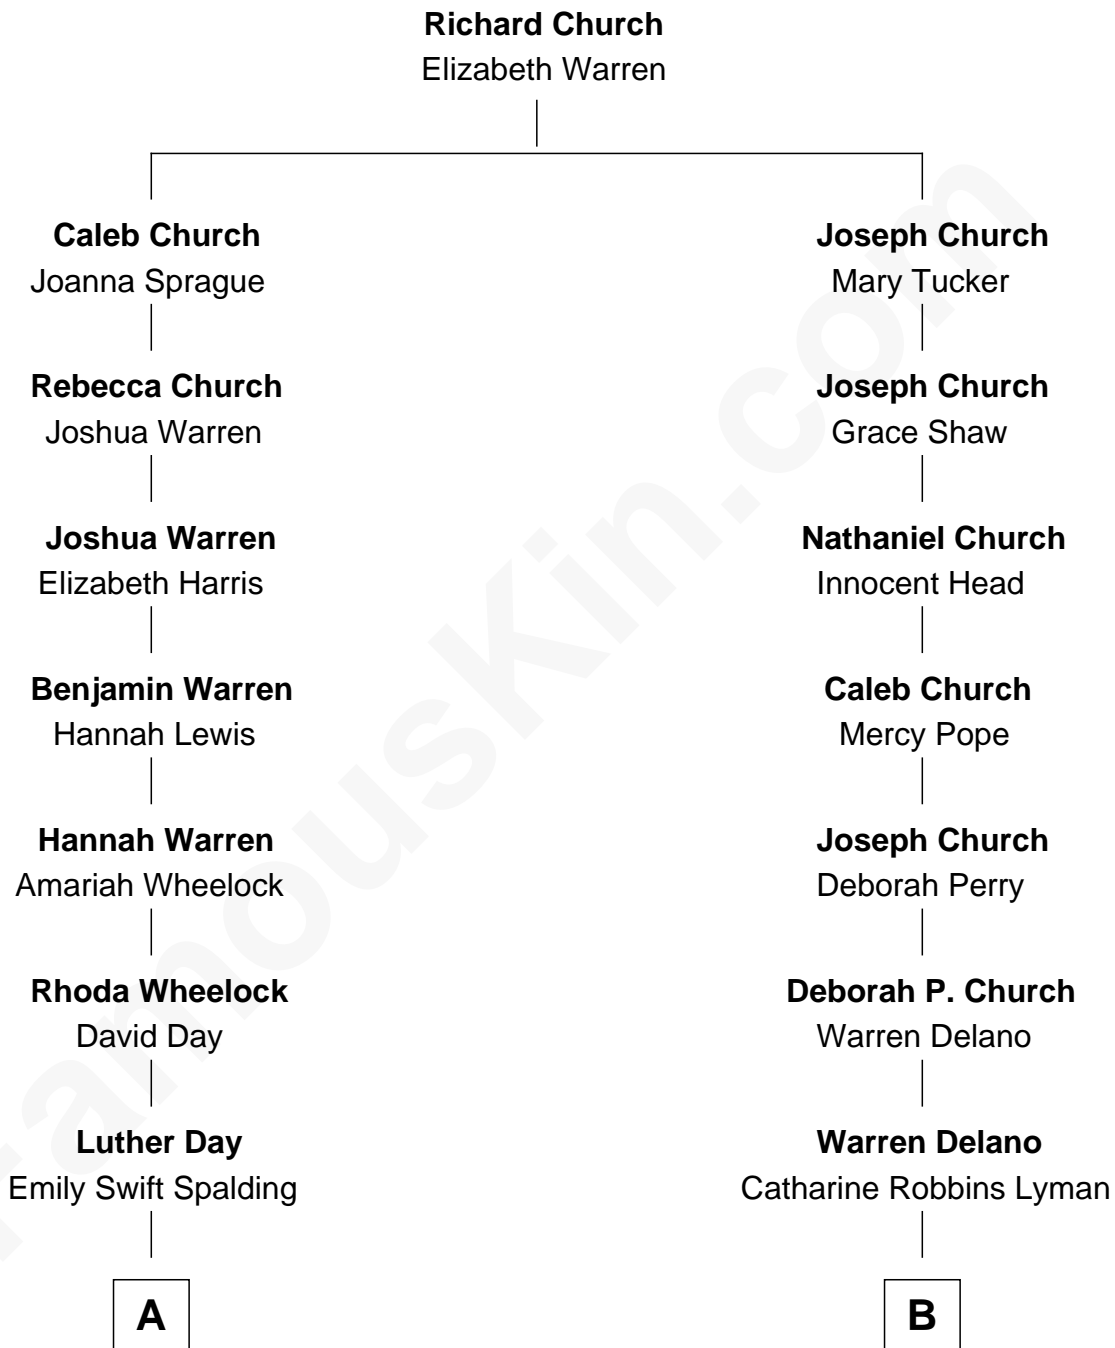 Richard Church
Elizabeth Warren
Caleb Church
Joanna Sprague
Joseph Church
Mary Tucker
Rebecca Church
Joshua Warren
Joseph Church
Grace Shaw
Joshua Warren
Elizabeth Harris
Nathaniel Church
Innocent Head
Benjamin Warren
Hannah Lewis
Caleb Church
Mercy Pope
Hannah Warren
Amariah Wheelock
Joseph Church
Deborah Perry
Rhoda Wheelock
David Day
Deborah P. Church
Warren Delano
Luther Day
Emily Swift Spalding
Warren Delano
Catharine Robbins Lyman
A
B
FamousKin.com